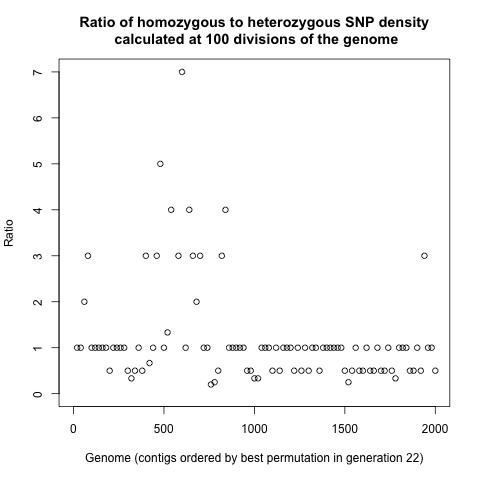 Ratio of homozygous to heterozygous SNP density
calculated at 100 divisions of the genome
7
6
5
4
3
2
1
0
Ratio
0 500 1000 1500 2000
Genome (contigs ordered by best permutation in generation 22)